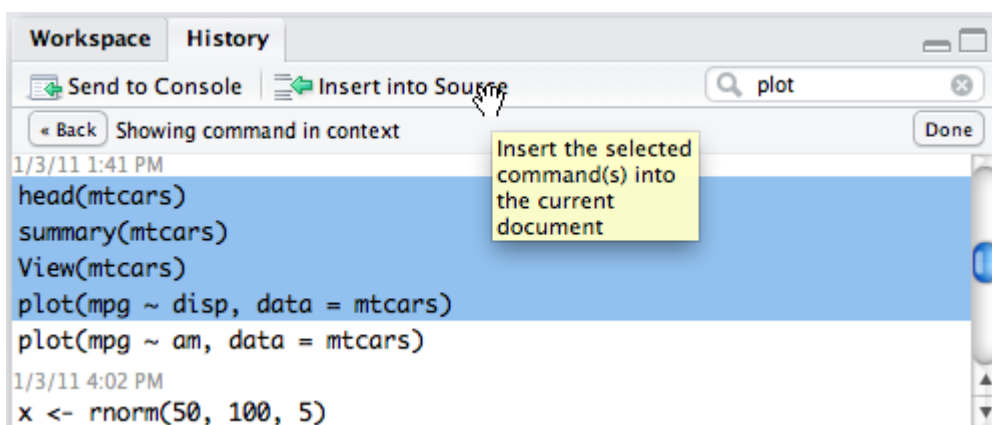 Workspace History
Send to Console Insert into Source plot
« Back Showing command in context Done
Insert the selected
command(s) into
the current
document
1/3/11 1:41 PM
head(mtcars)
summary(mtcars)
View(mtcars)
plot(mpg ~ disp, data = mtcars)
plot(mpg ~ am, data = mtcars)
1/3/11 4:02 PM
x <- rnorm(50, 100, 5)